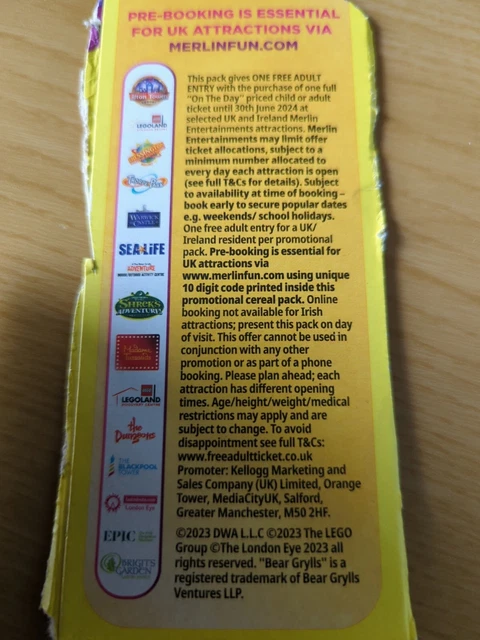 PRE-BOOKING IS ESSENTIAL
FOR UK ATTRACTIONS VIA
MERLINFUN.COM
This pack gives ONE FREE ADULT
ENTRY with the purchase of one full
"On The Day" priced child or adult
ticket until 30th June 2024 at
selected UK and Ireland Merlin
Entertainments attractions. Merlin
Entertainments may limit offer
ticket allocations, subject to a
minimum number allocated to
every day each attraction is open
(see full T&Cs for details). Subject
to availability at time of booking –
book early to secure popular dates
e.g. weekends/ school holidays.
One free adult entry for a UK/
Ireland resident per promotional
pack. Pre-booking is essential for
UK attractions via
www.merlinfun.com using unique
10 digit code printed inside this
promotional cereal pack. Online
booking not available for Irish
attractions; present this pack on day
of visit. This offer cannot be used in
conjunction with any other
promotion or as part of a phone
booking. Please plan ahead; each
attraction has different opening
times. Age/height/weight/medical
restrictions may apply and are
subject to change. To avoid
disappointment see full T&Cs:
www.freeadultticket.co.uk
Promoter: Kellogg Marketing and
Sales Company (UK) Limited, Orange
Tower, MediaCityUK, Salford,
Greater Manchester, M50 2HF.
©2023 DWA L.L.C ©2023 The LEGO
Group ©The London Eye 2023 all
rights reserved. "Bear Grylls" is a
registered trademark of Bear Grylls
Ventures LLP.
LEGOLAND
SEA LIFE
ADVENTURE
SHREK'S
ADVENTURE!
LEGOLAND
the
Dungeons
THE
BLACKPOOL
TOWER
London Eye
EPIC
BRIGIT'S
GARDEN